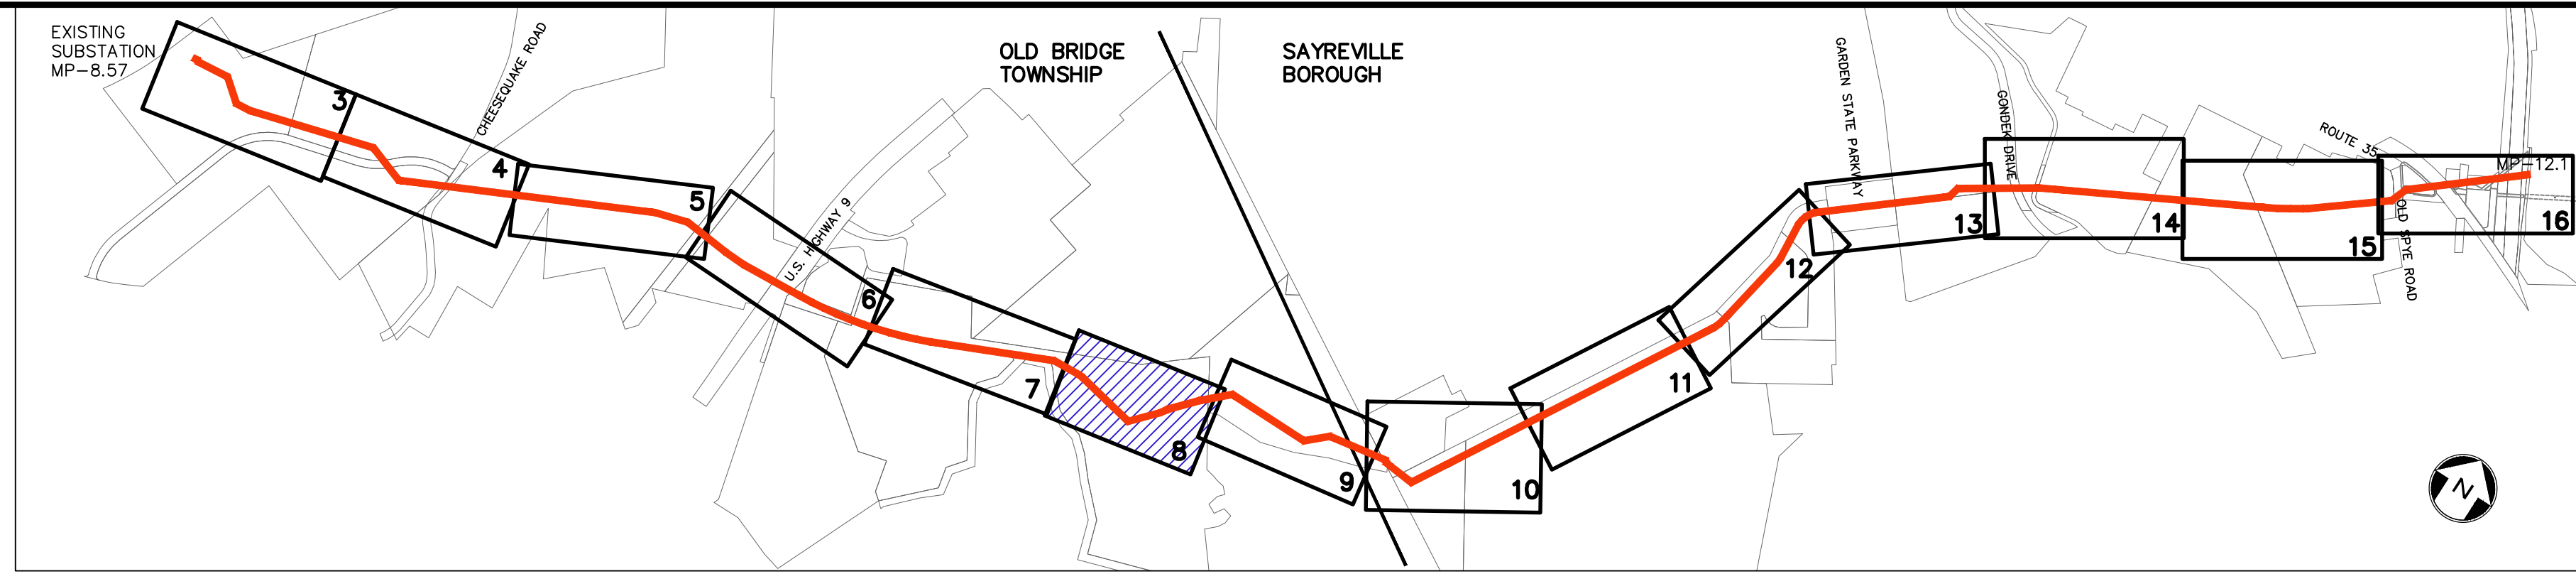 EXISTING
SUBSTATION
MP-8.57
CHEESEQUAKE ROAD
OLD BRIDGE
TOWNSHIP
SAYREVILLE
BOROUGH
GARDEN STATE PARKWAY
GONDEK DRIVE
ROUTE 35
MP-12.1
U.S. HIGHWAY 9
OLD SPYE ROAD
3
4
5
6
7
8
9
10
11
12
13
14
15
16
N